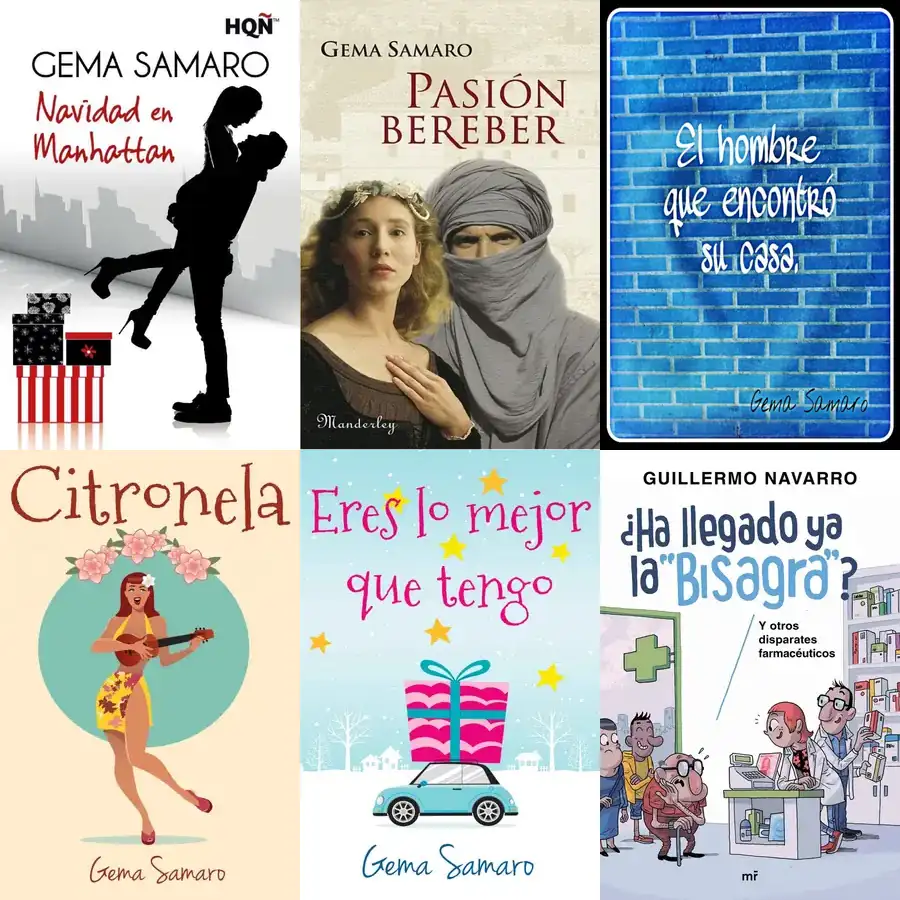 HQÑ™
GEMA SAMARO
Navidad en
Manhattan
GEMA SAMARO
PASIÓN
BEREBER
Manderley
El hombre
que encontró
su casa.
Gema Samaro
Citronela
Gema Samaro
Eres lo mejor
que tengo
Gema Samaro
GUILLERMO NAVARRO
¿Ha llegado ya
la "BISAGRA"?
Y otros
disparates
farmacéuticos
mr̄